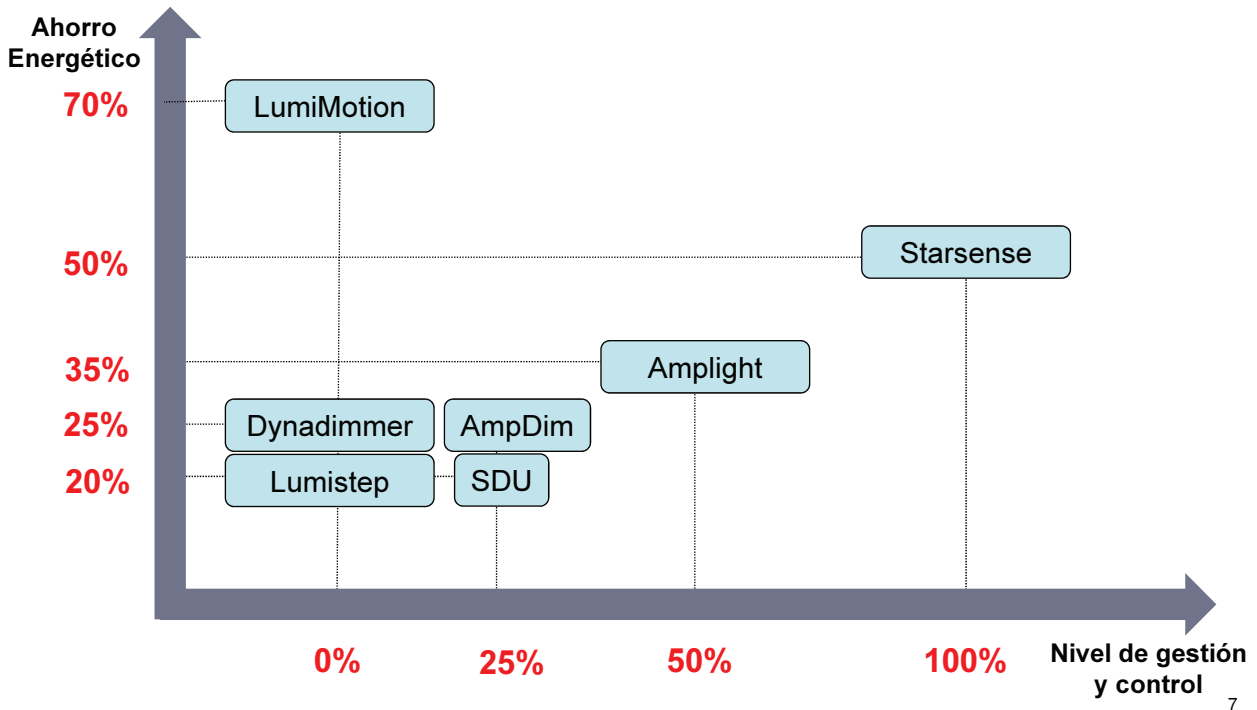 Ahorro
Energético
70%
LumiMotion
50%
Starsense
35%
Amplight
25%
Dynadimmer
AmpDim
20%
Lumistep
SDU
0%
25%
50%
100%
Nivel de gestión
y control
7